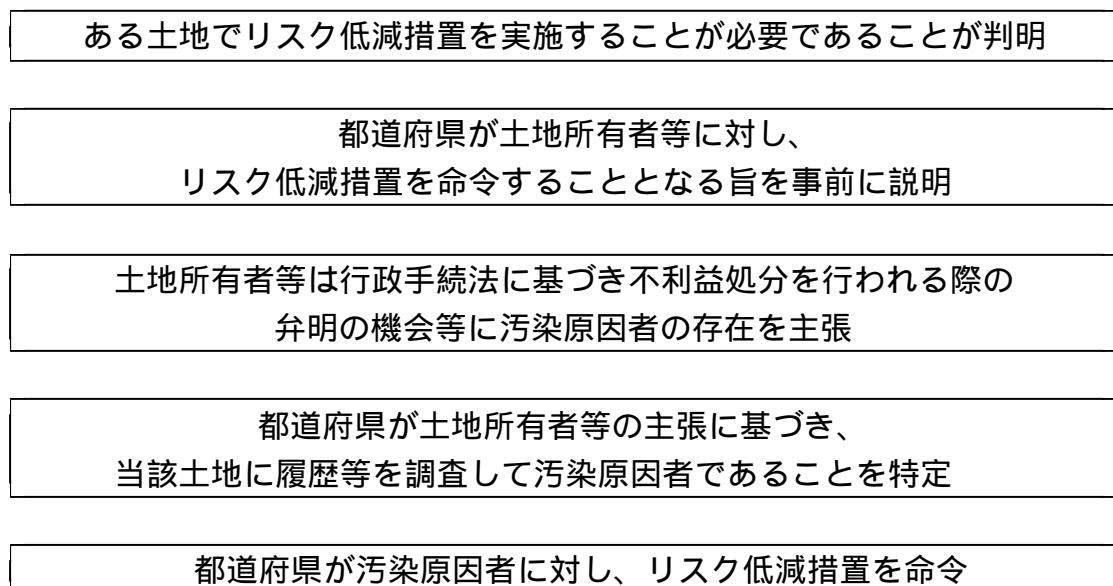 ある土地でリスク低減措置を実施することが必要であることが判明
都道府県が土地所有者等に対し、
リスク低減措置を命令することとなる旨を事前に説明
土地所有者等は行政手続法に基づき不利益処分を行われる際の
弁明の機会等に汚染原因者の存在を主張
都道府県が土地所有者等の主張に基づき、
当該土地に履歴等を調査して汚染原因者であることを特定
都道府県が汚染原因者に対し、リスク低減措置を命令